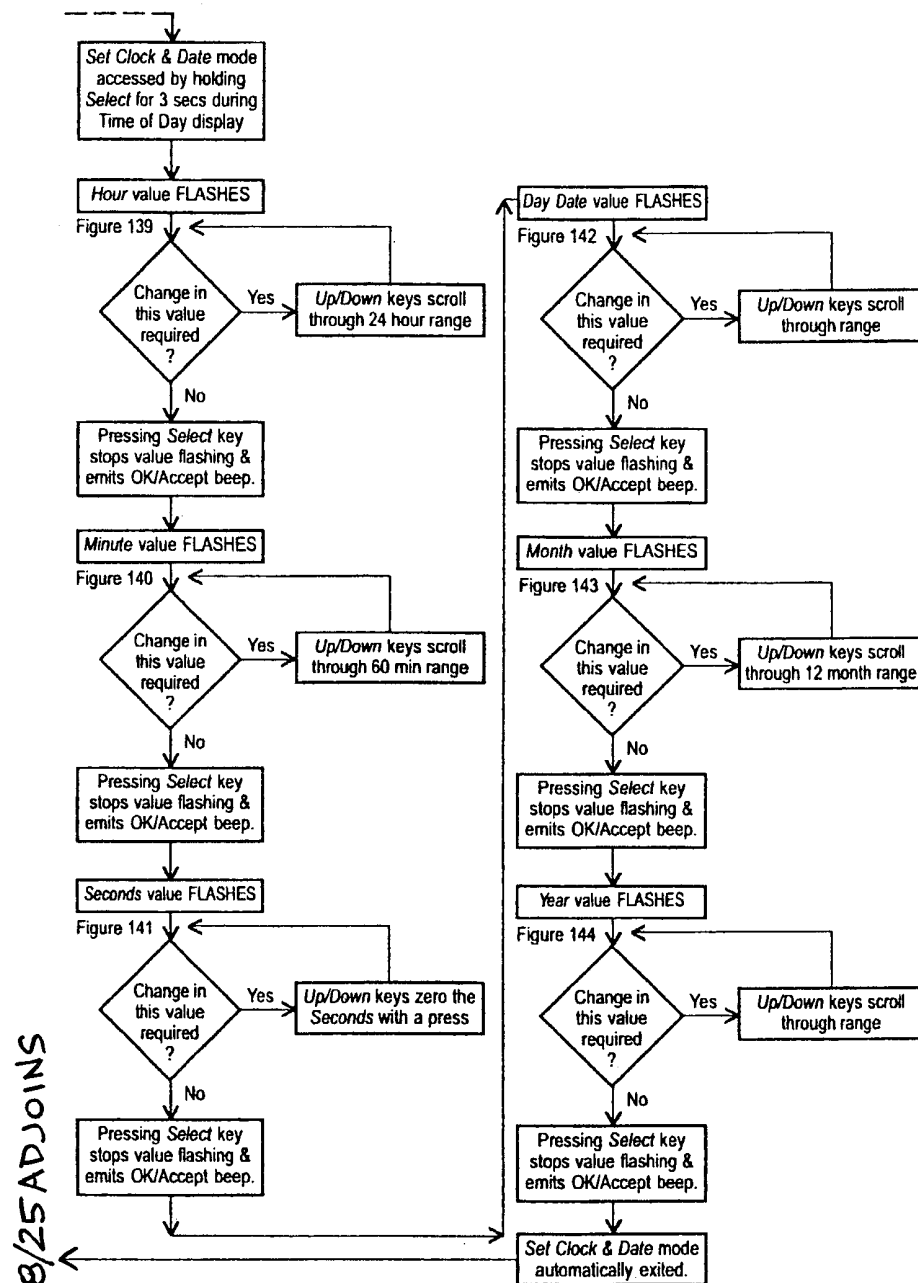 Set Clock & Date mode
accessed by holding
Select for 3 secs during
Time of Day display
Hour value FLASHES
Figure 139
Change in
this value
required
?
Yes
Up/Down keys scroll
through 24 hour range
No
Pressing Select key
stops value flashing &
emits OK/Accept beep.
Minute value FLASHES
Figure 140
Change in
this value
required
?
Yes
Up/Down keys scroll
through 60 min range
No
Pressing Select key
stops value flashing &
emits OK/Accept beep.
Seconds value FLASHES
Figure 141
Change in
this value
required
?
Yes
Up/Down keys zero the
Seconds with a press
No
Pressing Select key
stops value flashing &
emits OK/Accept beep.
Day Date value FLASHES
Figure 142
Change in
this value
required
?
Yes
Up/Down keys scroll
through range
No
Pressing Select key
stops value flashing &
emits OK/Accept beep.
Month value FLASHES
Figure 143
Change in
this value
required
?
Yes
Up/Down keys scroll
through 12 month range
No
Pressing Select key
stops value flashing &
emits OK/Accept beep.
Year value FLASHES
Figure 144
Change in
this value
required
?
Yes
Up/Down keys scroll
through range
No
Pressing Select key
stops value flashing &
emits OK/Accept beep.
Set Clock & Date mode
automatically exited.
8/25 ADJOINS